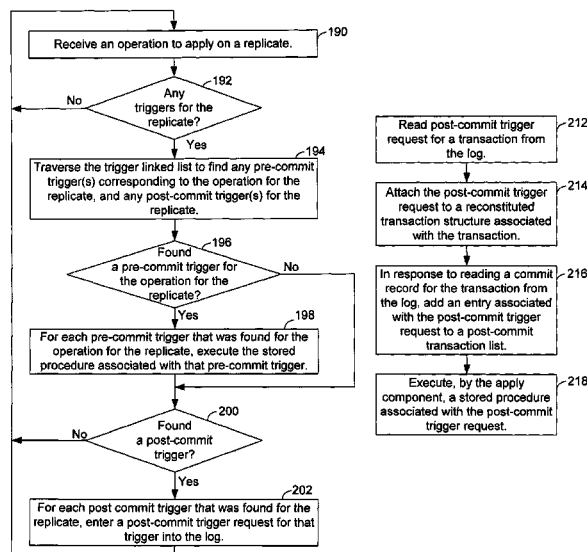 190
Receive an operation to apply on a replicate.
192
Any
triggers for the
replicate?
No
Yes
194
Traverse the trigger linked list to find any pre-commit
trigger(s) corresponding to the operation for the
replicate, and any post-commit trigger(s) for the
replicate.
196
Found
a pre-commit trigger for
the operation for the
replicate?
No
Yes
198
For each pre-commit trigger that was found for the
operation for the replicate, execute the stored
procedure associated with that pre-commit trigger.
200
Found
a post-commit
trigger?
No
Yes
202
For each post commit trigger that was found for the
replicate, enter a post-commit trigger request for that
trigger into the log.
212
Read post-commit trigger
request for a transaction from
the log.
214
Attach the post-commit trigger
request to a reconstituted
transaction structure associated
with the transaction.
216
In response to reading a commit
record for the transaction from
the log, add an entry associated
with the post-commit trigger
request to a post-commit
transaction list.
218
Execute, by the apply
component, a stored procedure
associated with the post-commit
trigger request.